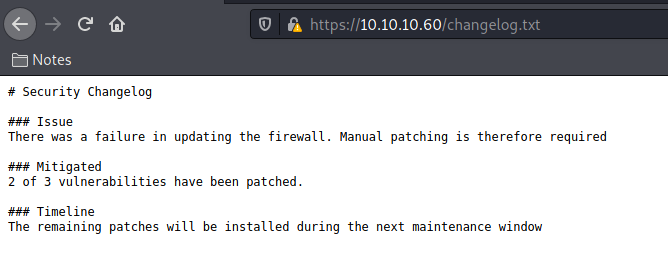 https://10.10.10.60/changelog.txt
Notes
# Security Changelog
### Issue
There was a failure in updating the firewall. Manual patching is therefore required
### Mitigated
2 of 3 vulnerabilities have been patched.
### Timeline
The remaining patches will be installed during the next maintenance window